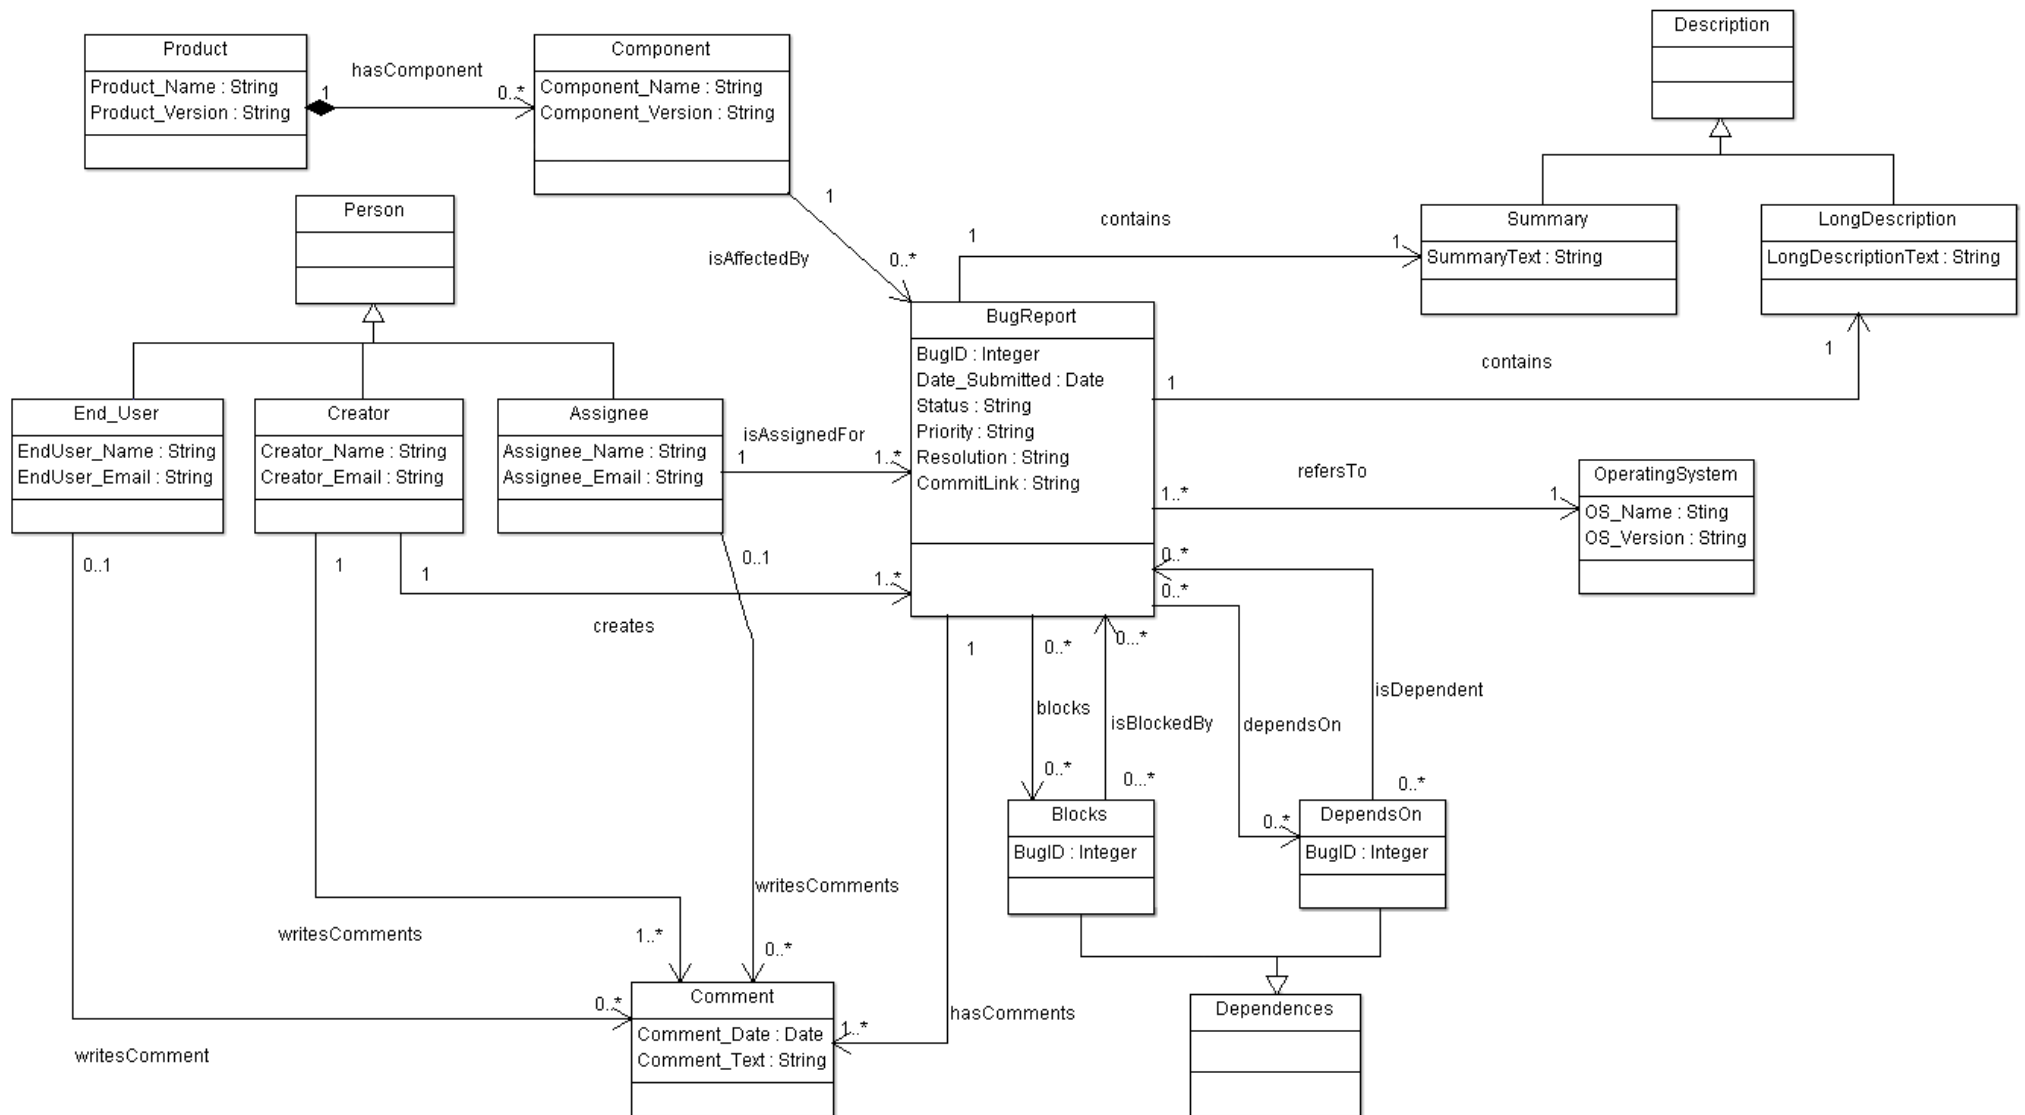 Product
Product_Name : String
Product_Version : String
hasComponent
1
0..*
Component
Component_Name : String
Component_Version : String
Description
Person
1
isAffectedBy
0..*
1
contains
1
Summary
SummaryText : String
LongDescription
LongDescriptionText : String
BugReport
BugID : Integer
Date_Submitted : Date
Status : String
Priority : String
Resolution : String
CommitLink : String
1
contains
1
End_User
EndUser_Name : String
EndUser_Email : String
Creator
Creator_Name : String
Creator_Email : String
Assignee
Assignee_Name : String
Assignee_Email : String
isAssignedFor
1
1..*
refersTo
1..*
1
OperatingSystem
OS_Name : Sting
OS_Version : String
0..1
1
1
0..1
1..*
creates
0..*
0..*
1
0..*
0...*
blocks
isBlockedBy
dependsOn
isDependent
0..*
0...*
0..*
0..*
Blocks
BugID : Integer
DependsOn
BugID : Integer
writesComments
writesComments
1..*
0..*
0..*
writesComment
Comment
Comment_Date : Date
Comment_Text : String
1..*
hasComments
Dependences